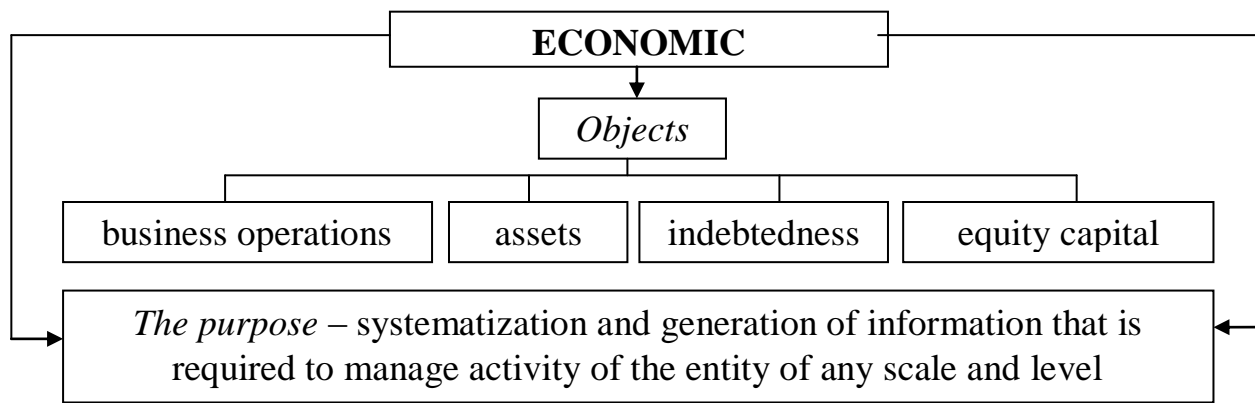 ECONOMIC
Objects
business operations
assets
indebtedness
equity capital
The purpose – systematization and generation of information that is
required to manage activity of the entity of any scale and level